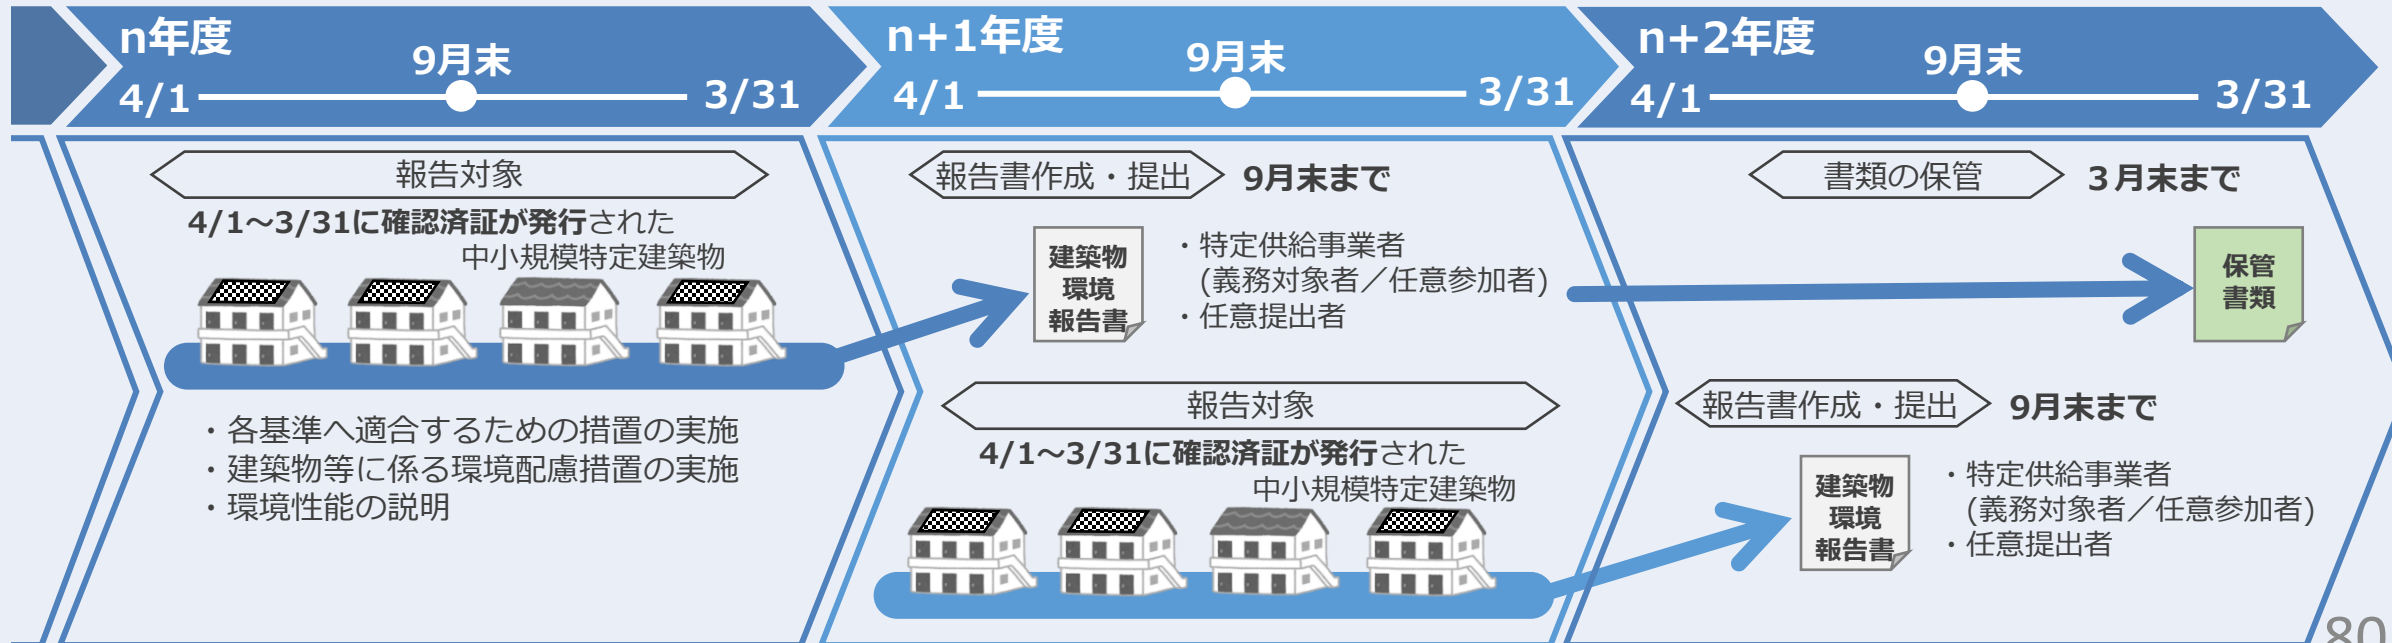 n年度
9月末
4/1
3/31
n+1年度
9月末
4/1
3/31
n+2年度
9月末
4/1
3/31
報告対象
4/1～3/31に確認済証が発行された
中小規模特定建築物
・各基準へ適合するための措置の実施
・建築物等に係る環境配慮措置の実施
・環境性能の説明
報告書作成・提出
9月末まで
建築物
環境
報告書
・特定供給事業者
(義務対象者／任意参加者)
・任意提出者
報告対象
4/1～3/31に確認済証が発行された
中小規模特定建築物
書類の保管
３月末まで
保管
書類
報告書作成・提出
9月末まで
建築物
環境
報告書
・特定供給事業者
(義務対象者／任意参加者)
・任意提出者
80